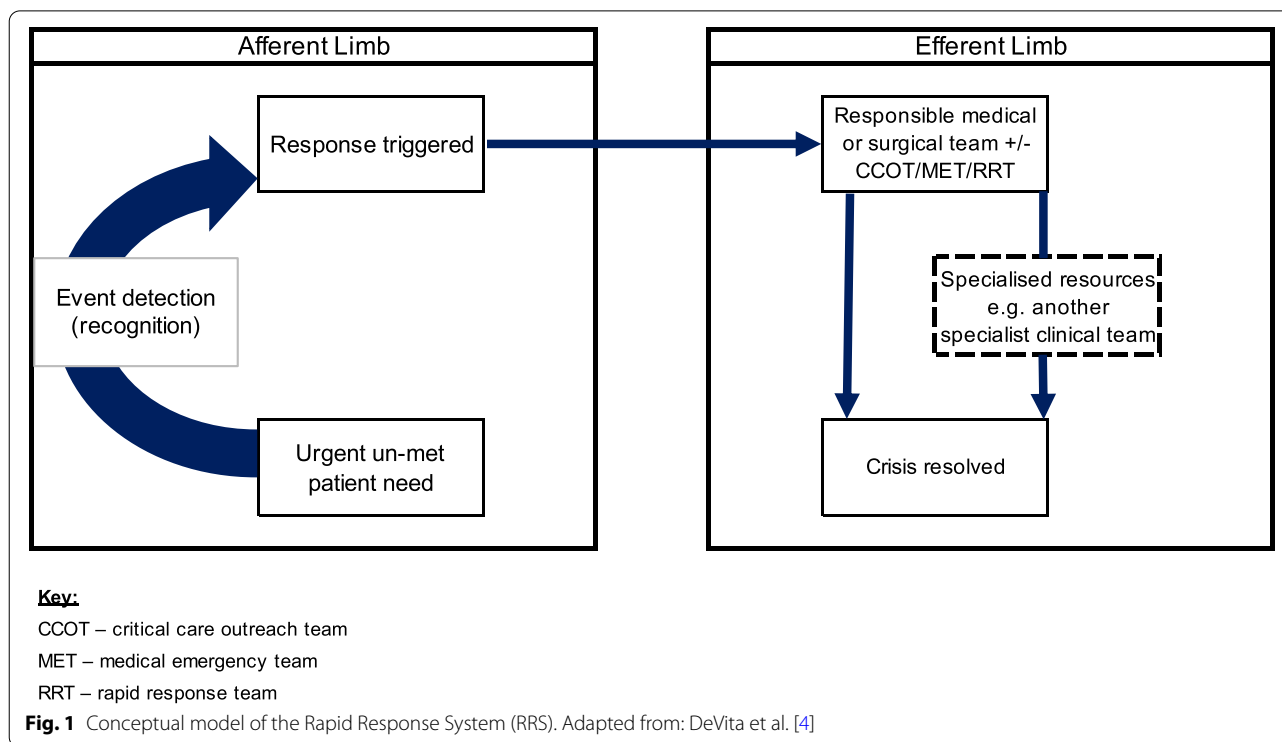 Afferent Limb
Response triggered
Event detection
(recognition)
Urgent un-met
patient need
Efferent Limb
Responsible medical
or surgical team +/-
CCOT/MET/RRT
Specialised resources
e.g. another
specialist clinical team
Crisis resolved
Key:
CCOT – critical care outreach team
MET – medical emergency team
RRT – rapid response team
Fig. 1 Conceptual model of the Rapid Response System (RRS). Adapted from: DeVita et al. [4]